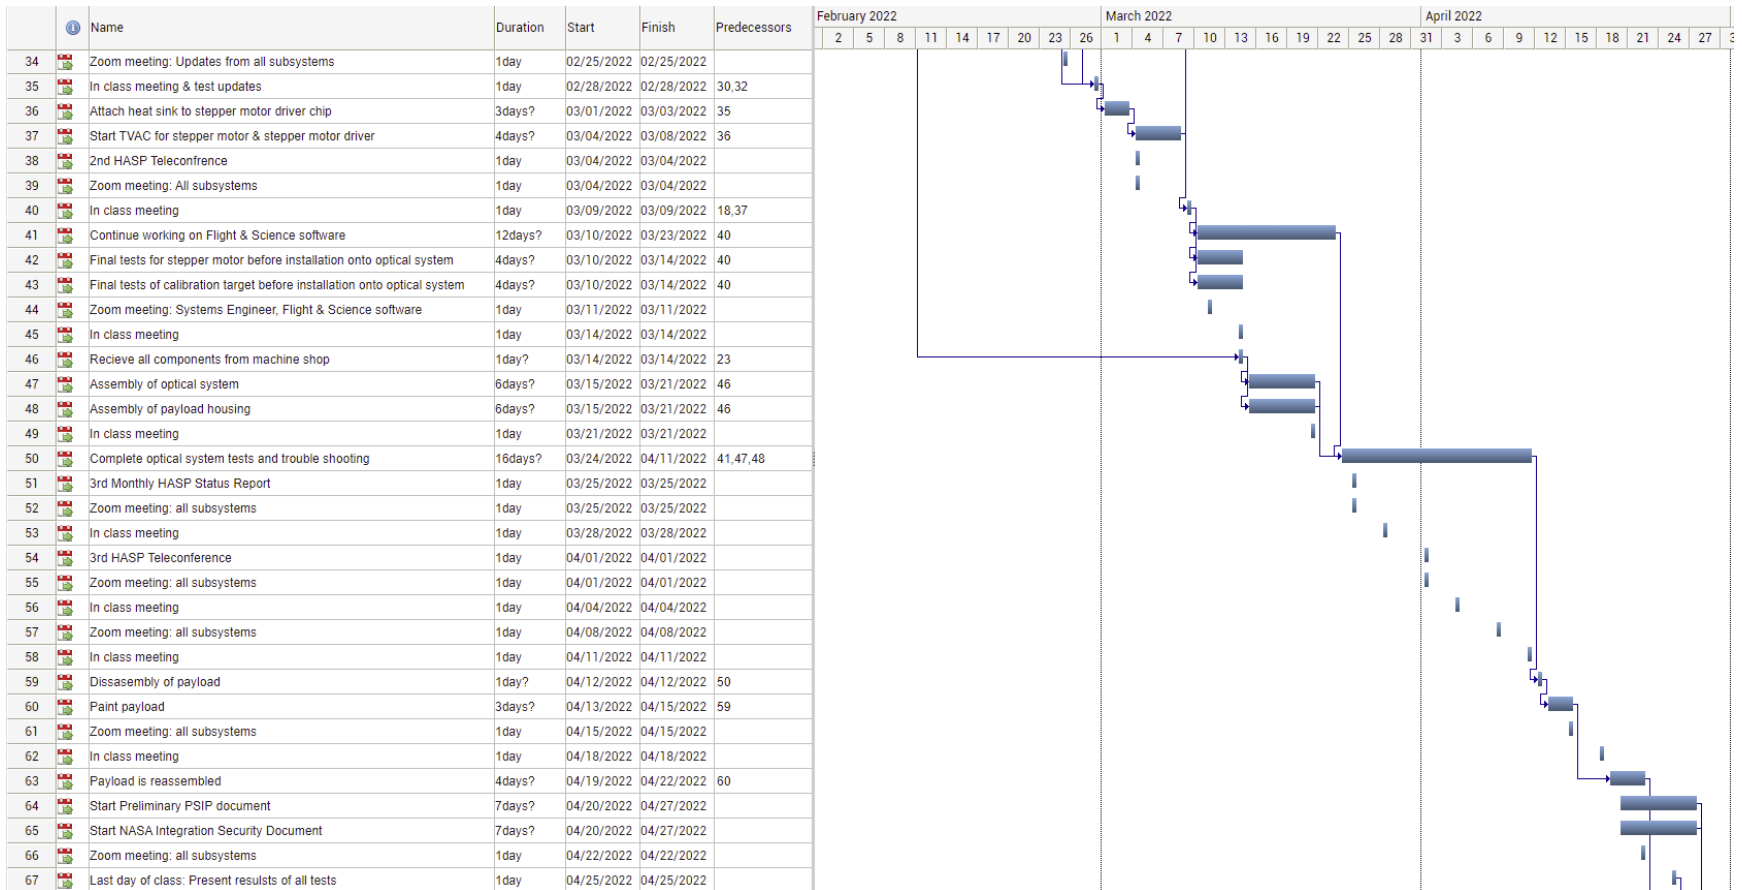 February 2022 March 2022 April 2022
Name Duration Start Finish Predecessors
2 5 8 11 14 17 20 23 26 1 4 7 10 13 16 19 22 25 28 31 3 6 9 12 15 18 21 24 27
34 Zoom meeting: Updates from all subsystems 1day 02/25/2022 02/25/2022
35 In class meeting & test updates 1day 02/28/2022 02/28/2022 30,32
36 Attach heat sink to stepper motor driver chip 3days? 03/01/2022 03/03/2022 35
37 Start TVAC for stepper motor & stepper motor driver 4days? 03/04/2022 03/08/2022 36
38 2nd HASP Teleconfrence 1day 03/04/2022 03/04/2022
39 Zoom meeting: All subsystems 1day 03/04/2022 03/04/2022
40 In class meeting 1day 03/09/2022 03/09/2022 18,37
41 Continue working on Flight & Science software 12days? 03/10/2022 03/23/2022 40
42 Final tests for stepper motor before installation onto optical system 4days? 03/10/2022 03/14/2022 40
43 Final tests of calibration target before installation onto optical system 4days? 03/10/2022 03/14/2022 40
44 Zoom meeting: Systems Engineer, Flight & Science software 1day 03/11/2022 03/11/2022
45 In class meeting 1day 03/14/2022 03/14/2022
46 Recieve all components from machine shop 1day? 03/14/2022 03/14/2022 23
47 Assembly of optical system 6days? 03/15/2022 03/21/2022 46
48 Assembly of payload housing 6days? 03/15/2022 03/21/2022 46
49 In class meeting 1day 03/21/2022 03/21/2022
50 Complete optical system tests and trouble shooting 16days? 03/24/2022 04/11/2022 41,47,48
51 3rd Monthly HASP Status Report 1day 03/25/2022 03/25/2022
52 Zoom meeting: all subsystems 1day 03/25/2022 03/25/2022
53 In class meeting 1day 03/28/2022 03/28/2022
54 3rd HASP Teleconference 1day 04/01/2022 04/01/2022
55 Zoom meeting: all subsystems 1day 04/01/2022 04/01/2022
56 In class meeting 1day 04/04/2022 04/04/2022
57 Zoom meeting: all subsystems 1day 04/08/2022 04/08/2022
58 In class meeting 1day 04/11/2022 04/11/2022
59 Dissasembly of payload 1day? 04/12/2022 04/12/2022 50
60 Paint payload 3days? 04/13/2022 04/15/2022 59
61 Zoom meeting: all subsystems 1day 04/15/2022 04/15/2022
62 In class meeting 1day 04/18/2022 04/18/2022
63 Payload is reassembled 4days? 04/19/2022 04/22/2022 60
64 Start Preliminary PSIP document 7days? 04/20/2022 04/27/2022
65 Start NASA Integration Security Document 7days? 04/20/2022 04/27/2022
66 Zoom meeting: all subsystems 1day 04/22/2022 04/22/2022
67 Last day of class: Present resulsts of all tests 1day 04/25/2022 04/25/2022